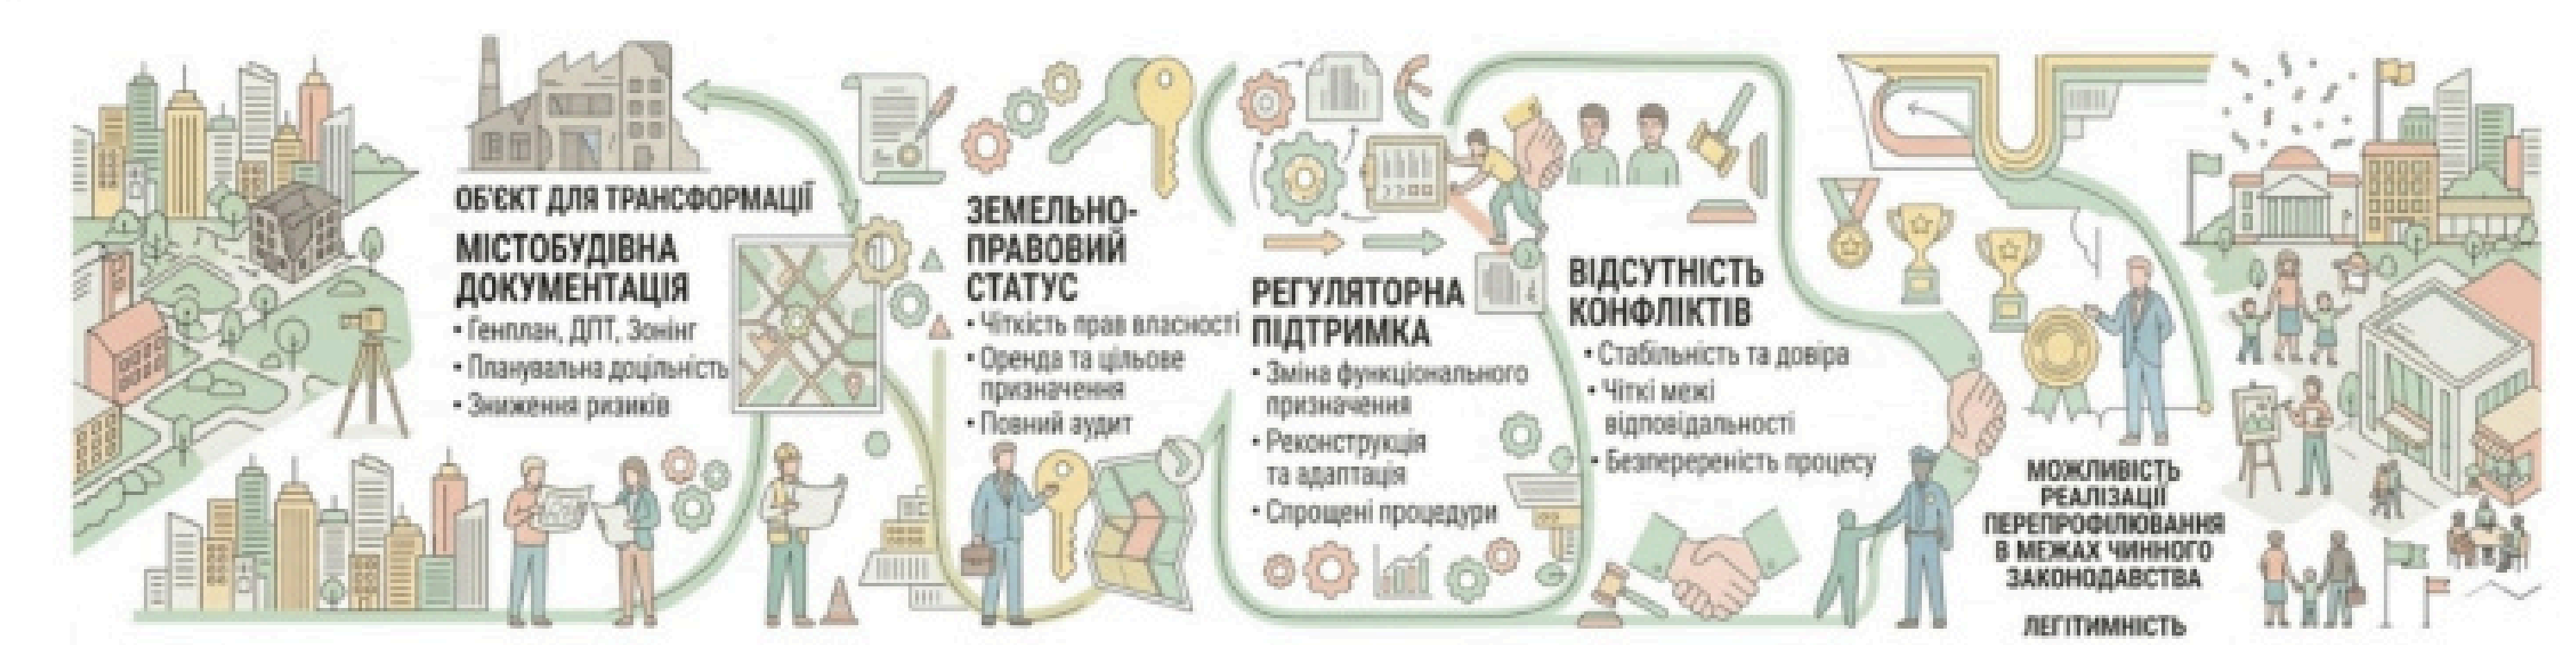 ОБ'ЄКТ ДЛЯ ТРАНСФОРМАЦІЇ
МІСТОБУДІВНА
ДОКУМЕНТАЦІЯ
• Генплан, ДПТ, Зонінг
• Планувальна доцільність
• Зниження ризиків
ЗЕМЕЛЬНО-
ПРАВОВИЙ
СТАТУС
• Чіткість прав власності
• Оренда та цільове
призначення
• Повний аудит
РЕГУЛЯТОРНА
ПІДТРИМКА
• Зміна функціонального
призначення
• Реконструкція
та адаптація
• Спрощені процедури
ВІДСУТНІСТЬ
КОНФЛІКТІВ
• Стабільність та довіра
• Чіткі межі
відповідальності
• Безперереність процесу
МОЖЛИВІСТЬ
РЕАЛІЗАЦІЇ
ПЕРЕПРОФІЛЮВАННЯ
В МЕЖАХ ЧИННОГО
ЗАКОНОДАВСТВА
ЛЕГІТИМНІСТЬ